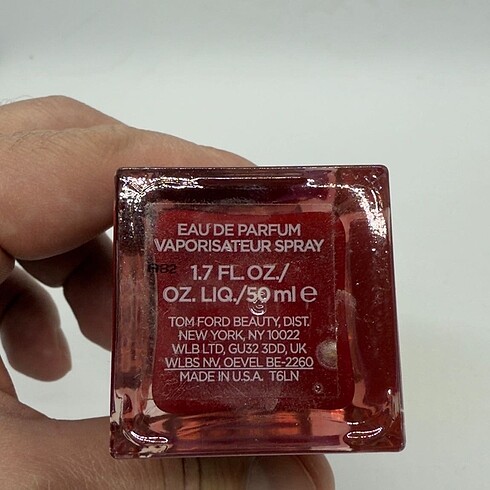 EAU DE PARFUM
VAPORISATEUR SPRAY
1.7 FL. OZ./
OZ. LIQ./50 ml ℮
TOM FORD BEAUTY, DIST.
NEW YORK, NY 10022
WLB LTD, GU32 3DD, UK
WLBS NV, OEVEL BE-2260
MADE IN U.S.A. T6LN